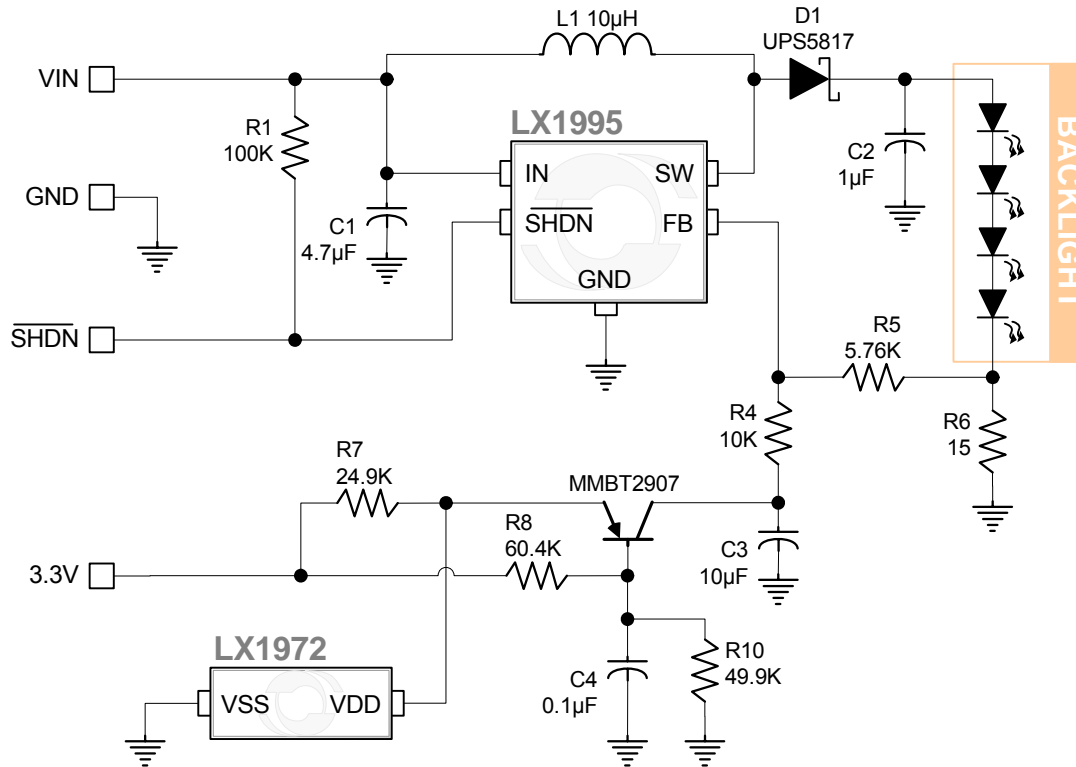 L1 10µH
D1
UPS5817
VIN
R1
100K
LX1995
IN
SW
SHDN
FB
GND
C1
4.7µF
C2
1µF
BACKLIGHT
GND
SHDN
R5
5.76K
R4
10K
R6
15
R7
24.9K
MMBT2907
R8
60.4K
C3
10µF
3.3V
LX1972
VSS
VDD
C4
0.1µF
R10
49.9K